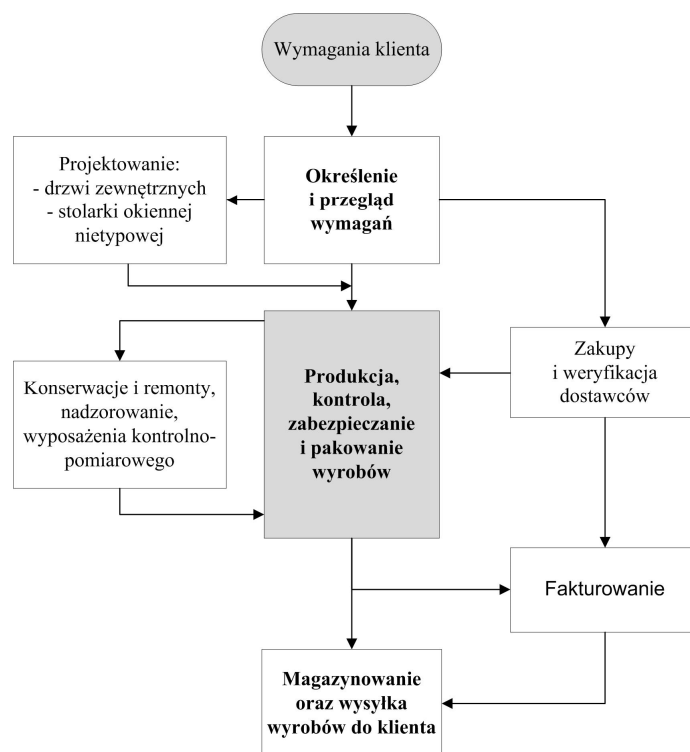 Wymagania klienta
Projektowanie:
- drzwi zewnętrznych
- stolarki okiennej
nietypowej
Określenie
i przegląd
wymagań
Konserwacje i remonty,
nadzorowanie,
wyposażenia kontrolno-
pomiarowego
Produkcja,
kontrola,
zabezpieczanie
i pakowanie
wyrobów
Zakupy
i weryfikacja
dostawców
Fakturowanie
Magazynowanie
oraz wysyłka
wyrobów do klienta